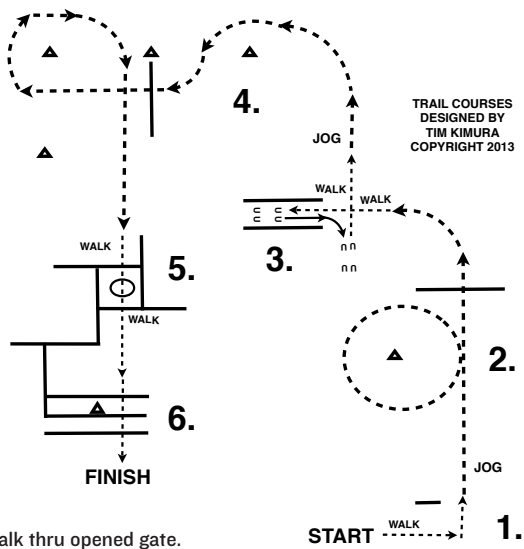 4.
TRAIL COURSES
DESIGNED BY
TIM KIMURA
COPYRIGHT 2013
JOG
WALK
WALK
3.
WALK
5.
WALK
2.
6.
JOG
FINISH
alk thru opened gate.
START
WALK
1.